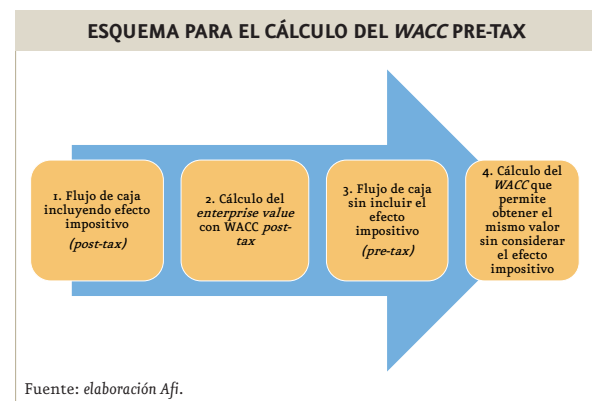 ESQUEMA PARA EL CÁLCULO DEL WACC PRE-TAX
1. Flujo de caja
incluyendo efecto
impositivo
(post-tax)
2. Cálculo del
enterprise value
con WACC post-
tax
3. Flujo de caja
sin incluir el
efecto
impositivo
(pre-tax)
4. Cálculo del
WACC que
permite
obtener el
mismo valor
sin considerar
el efecto
impositivo
Fuente: elaboración Afi.